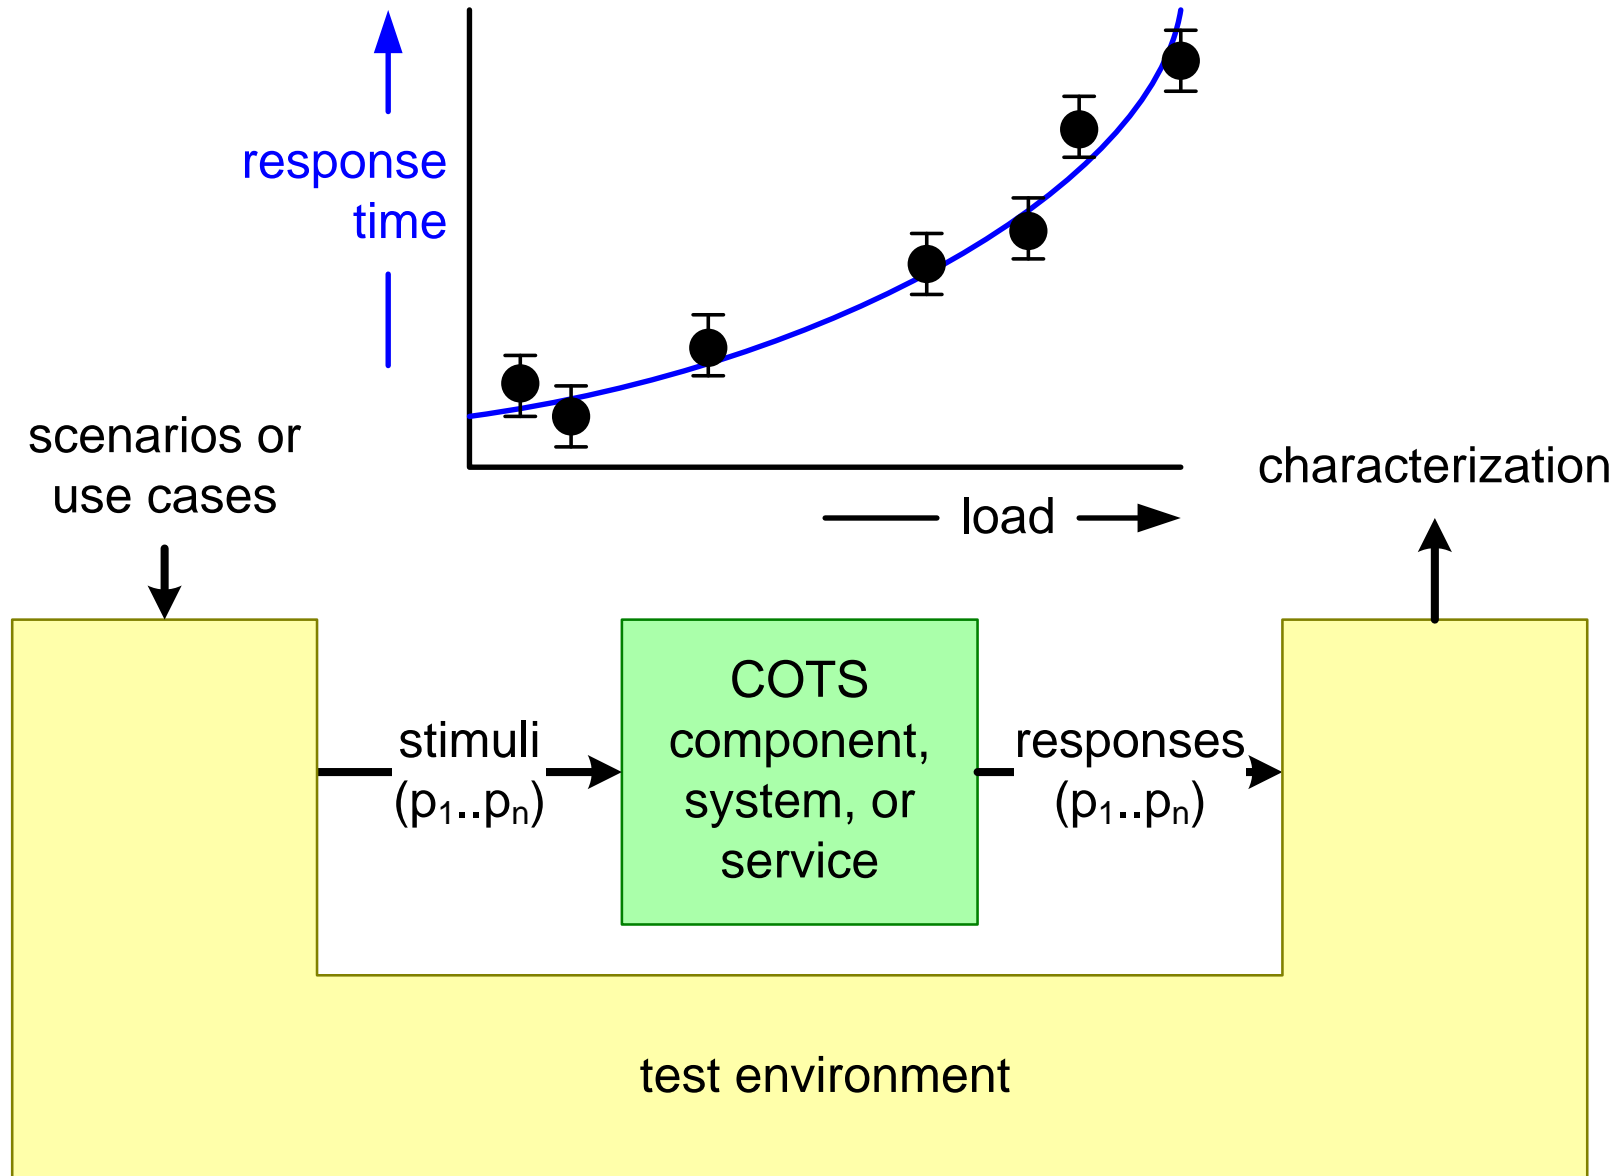 response
time
scenarios or
use cases
load
characterization
stimuli
(p₁..pₙ)
COTS
component,
system, or
service
responses
(p₁..pₙ)
test environment